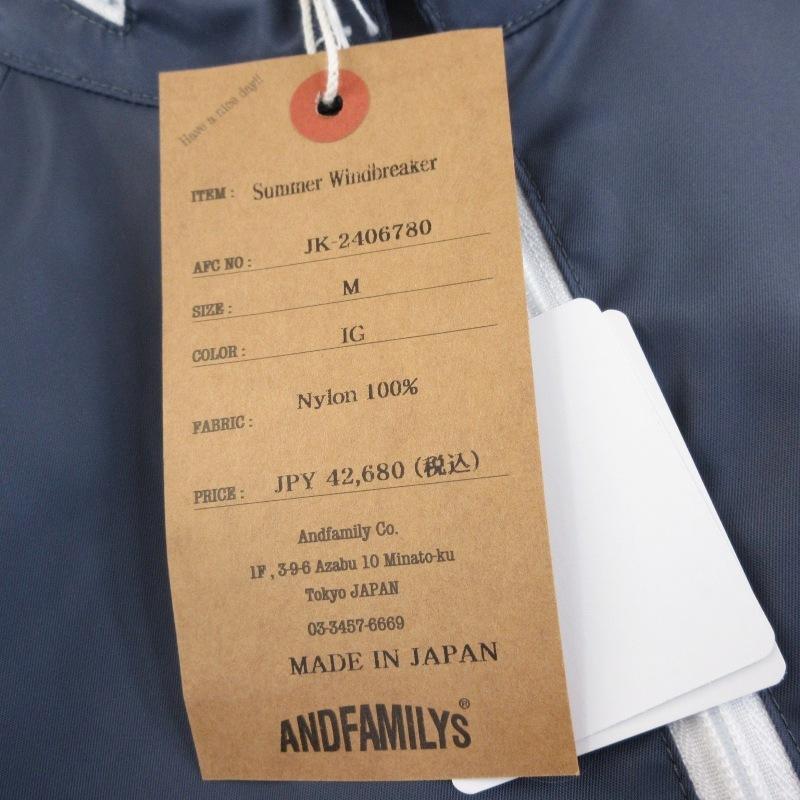 Have a nice day!!
ITEM : Summer Windbreaker
AFC NO : JK-2406780
SIZE : M
COLOR : IG
FABRIC : Nylon 100%
PRICE : JPY 42,680 (税込)
Andfamily Co.
1F , 3-9-6 Azabu 10 Minato-ku
Tokyo JAPAN
03-3457-6669
MADE IN JAPAN
ANDFAMILYS®